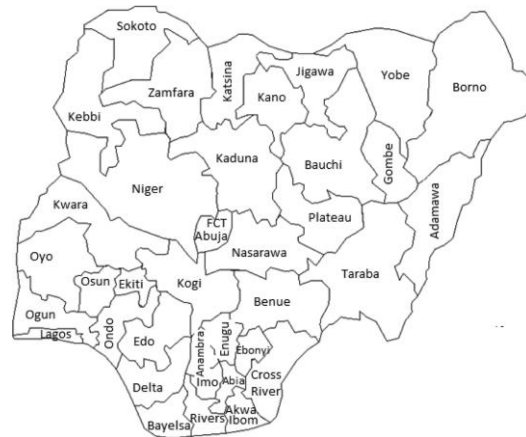 Sokoto
Katsina
Jigawa
Yobe
Borno
Zamfara
Kano
Kebbi
Kaduna
Bauchi
Gombe
Niger
Adamawa
Kwara
Plateau
FCT
Abuja
Oyo
Nasarawa
Taraba
Osun
Ekiti
Kogi
Benue
Ogun
Lagos
Ondo
Edo
Anambra
Enugu
Ebonyi
Delta
Imo
Abia
Cross
River
Bayelsa
Rivers
Akwa
Ibom